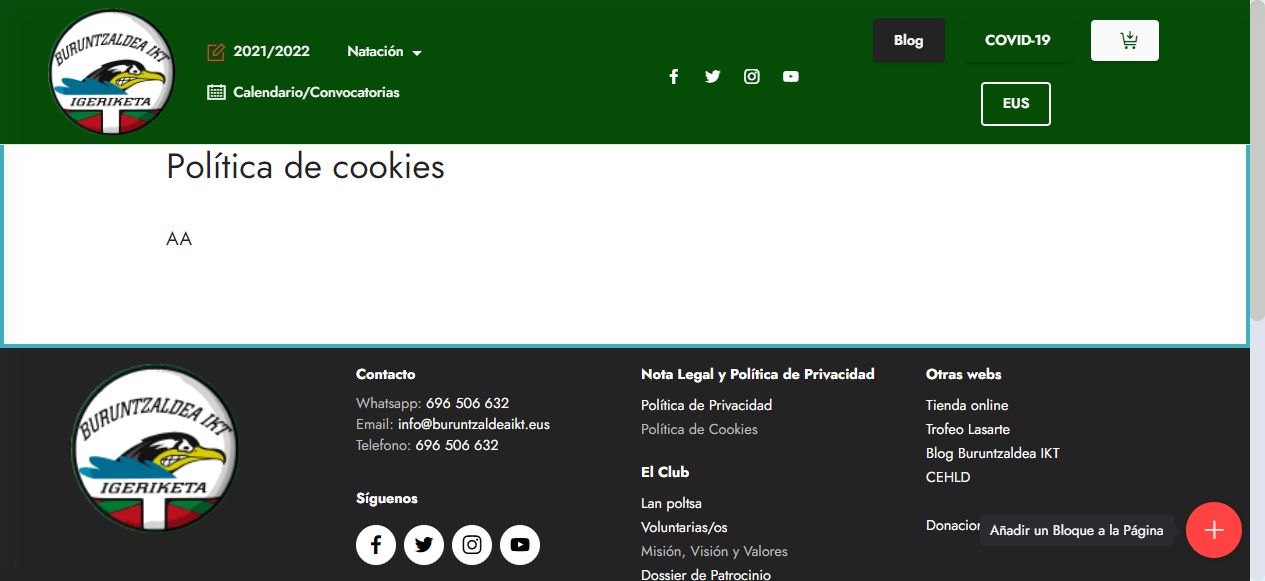 BURUNTZALDEA IKT
IGERIKETA
2021/2022
Natación
Calendario/Convocatorias
Blog
COVID-19
EUS
Política de cookies
AA
BURUNTZALDEA IKT
IGERIKETA
Contacto
Whatsapp: 696 506 632
Email: info@buruntzaldeaikt.eus
Telefono: 696 506 632
Síguenos
Nota Legal y Política de Privacidad
Política de Privacidad
Política de Cookies
El Club
Lan poltsa
Voluntarias/os
Misión, Visión y Valores
Dossier de Patrocinio
Otras webs
Tienda online
Trofeo Lasarte
Blog Buruntzaldea IKT
CEHLD
Donacion
Añadir un Bloque a la Página